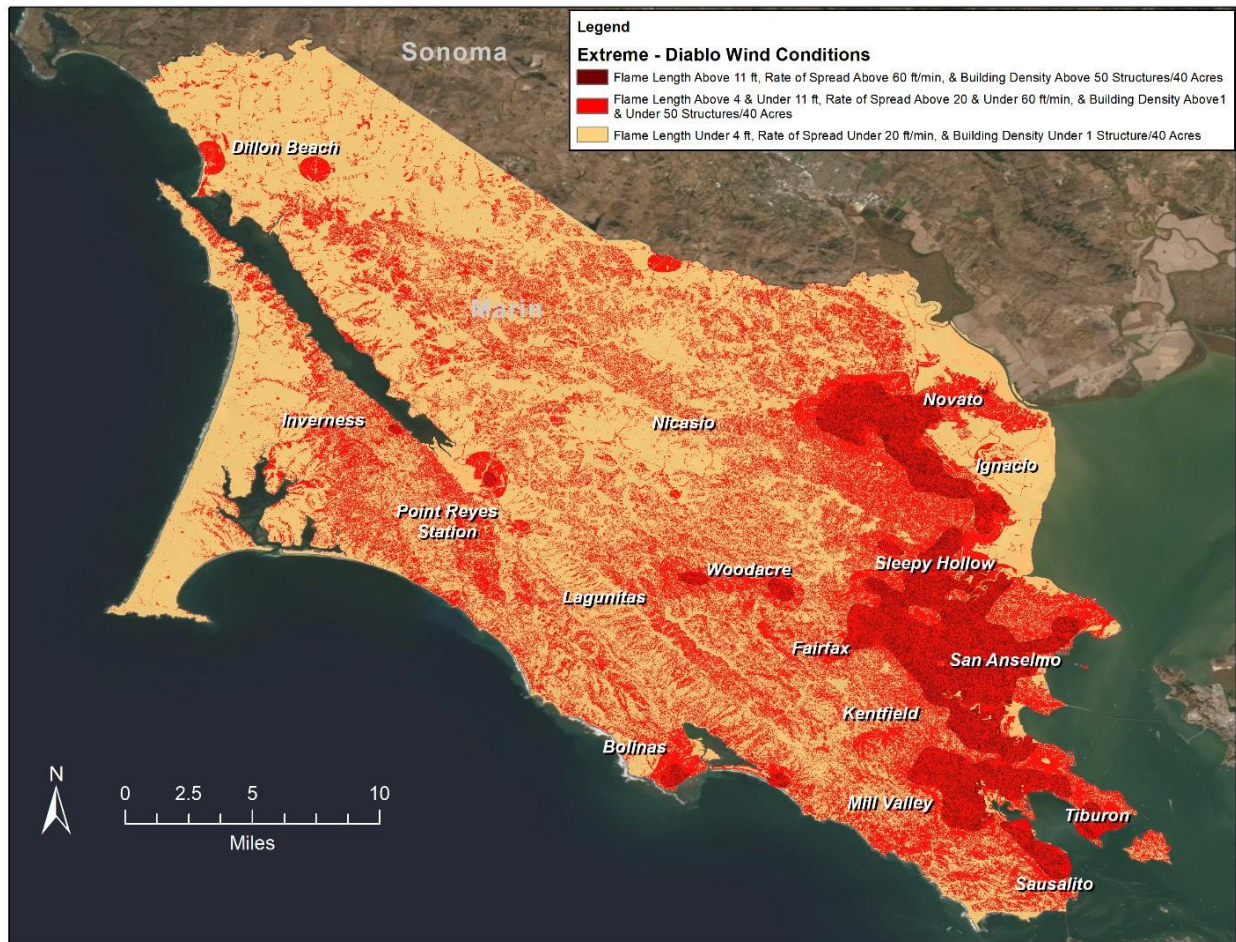 Legend
Extreme - Diablo Wind Conditions
Flame Length Above 11 ft, Rate of Spread Above 60 ft/min, & Building Density Above 50 Structures/40 Acres
Flame Length Above 4 & Under 11 ft, Rate of Spread Above 20 & Under 60 ft/min, & Building Density Above1
& Under 50 Structures/40 Acres
Flame Length Under 4 ft, Rate of Spread Under 20 ft/min, & Building Density Under 1 Structure/40 Acres
Sonoma
Dillon Beach
Marin
Novato
Inverness
Nicasio
Ignacio
Point Reyes
Station
Sleepy Hollow
Woodacre
Lagunitas
Fairfax
San Anselmo
Kentfield
Bolinas
Mill Valley
Tiburon
Sausalito
N
0 2.5 5 10
Miles